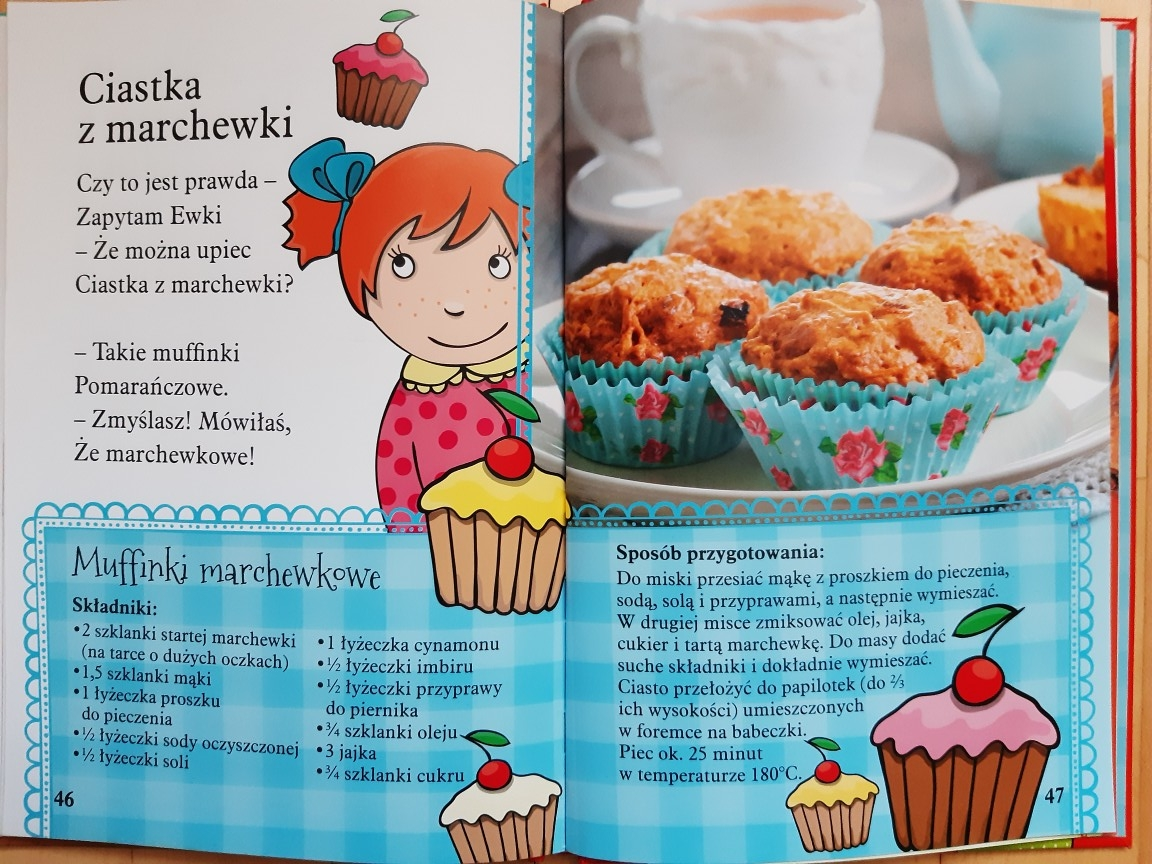 Ciastka
z marchewki
Czy to jest prawda –
Zapytam Ewki
– Że można upiec
Ciastka z marchewki?
– Takie muffinki
Pomarańczowe.
– Zmyślasz! Mówiłaś,
Że marchewkowe!
Muffinki marchewkowe
Składniki:
•2 szklanki startej marchewki
(na tarce o dużych oczkach)
•1,5 szklanki mąki
•1 łyżeczka proszku
do pieczenia
•½ łyżeczki sody oczyszczonej
•½ łyżeczki soli
•1 łyżeczka cynamonu
•½ łyżeczki imbiru
•½ łyżeczki przyprawy
do piernika
•¾ szklanki oleju
•3 jajka
•¾ szklanki cukru
46
Sposób przygotowania:
Do miski przesiać mąkę z proszkiem do pieczenia,
sodą, solą i przyprawami, a następnie wymieszać.
W drugiej misce zmiksować olej, jajka,
cukier i tartą marchewkę. Do masy dodać
suche składniki i dokładnie wymieszać.
Ciasto przełożyć do papilotek (do ⅔
ich wysokości) umieszczonych
w foremce na babeczki.
Piec ok. 25 minut
w temperaturze 180°C.
47